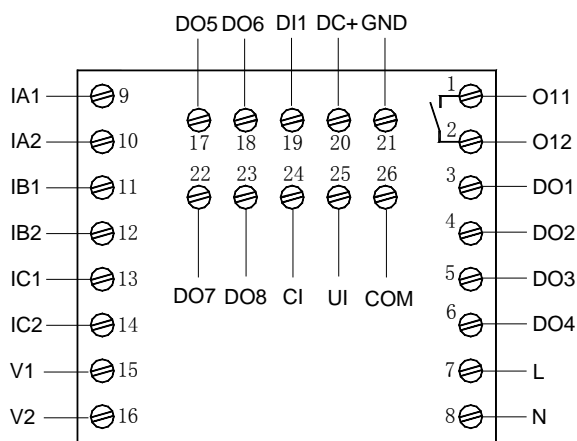 DO5 DO6 DI1 DC+ GND
IA1 9 1 O11
17 18 19 20 21
IA2 10 2 O12
22 23 24 25 26
IB1 11 3 DO1
IB2 12 4 DO2
IC1 13 5 DO3
DO7 DO8 CI UI COM
IC2 14 6 DO4
V1 15 7 L
V2 16 8 N